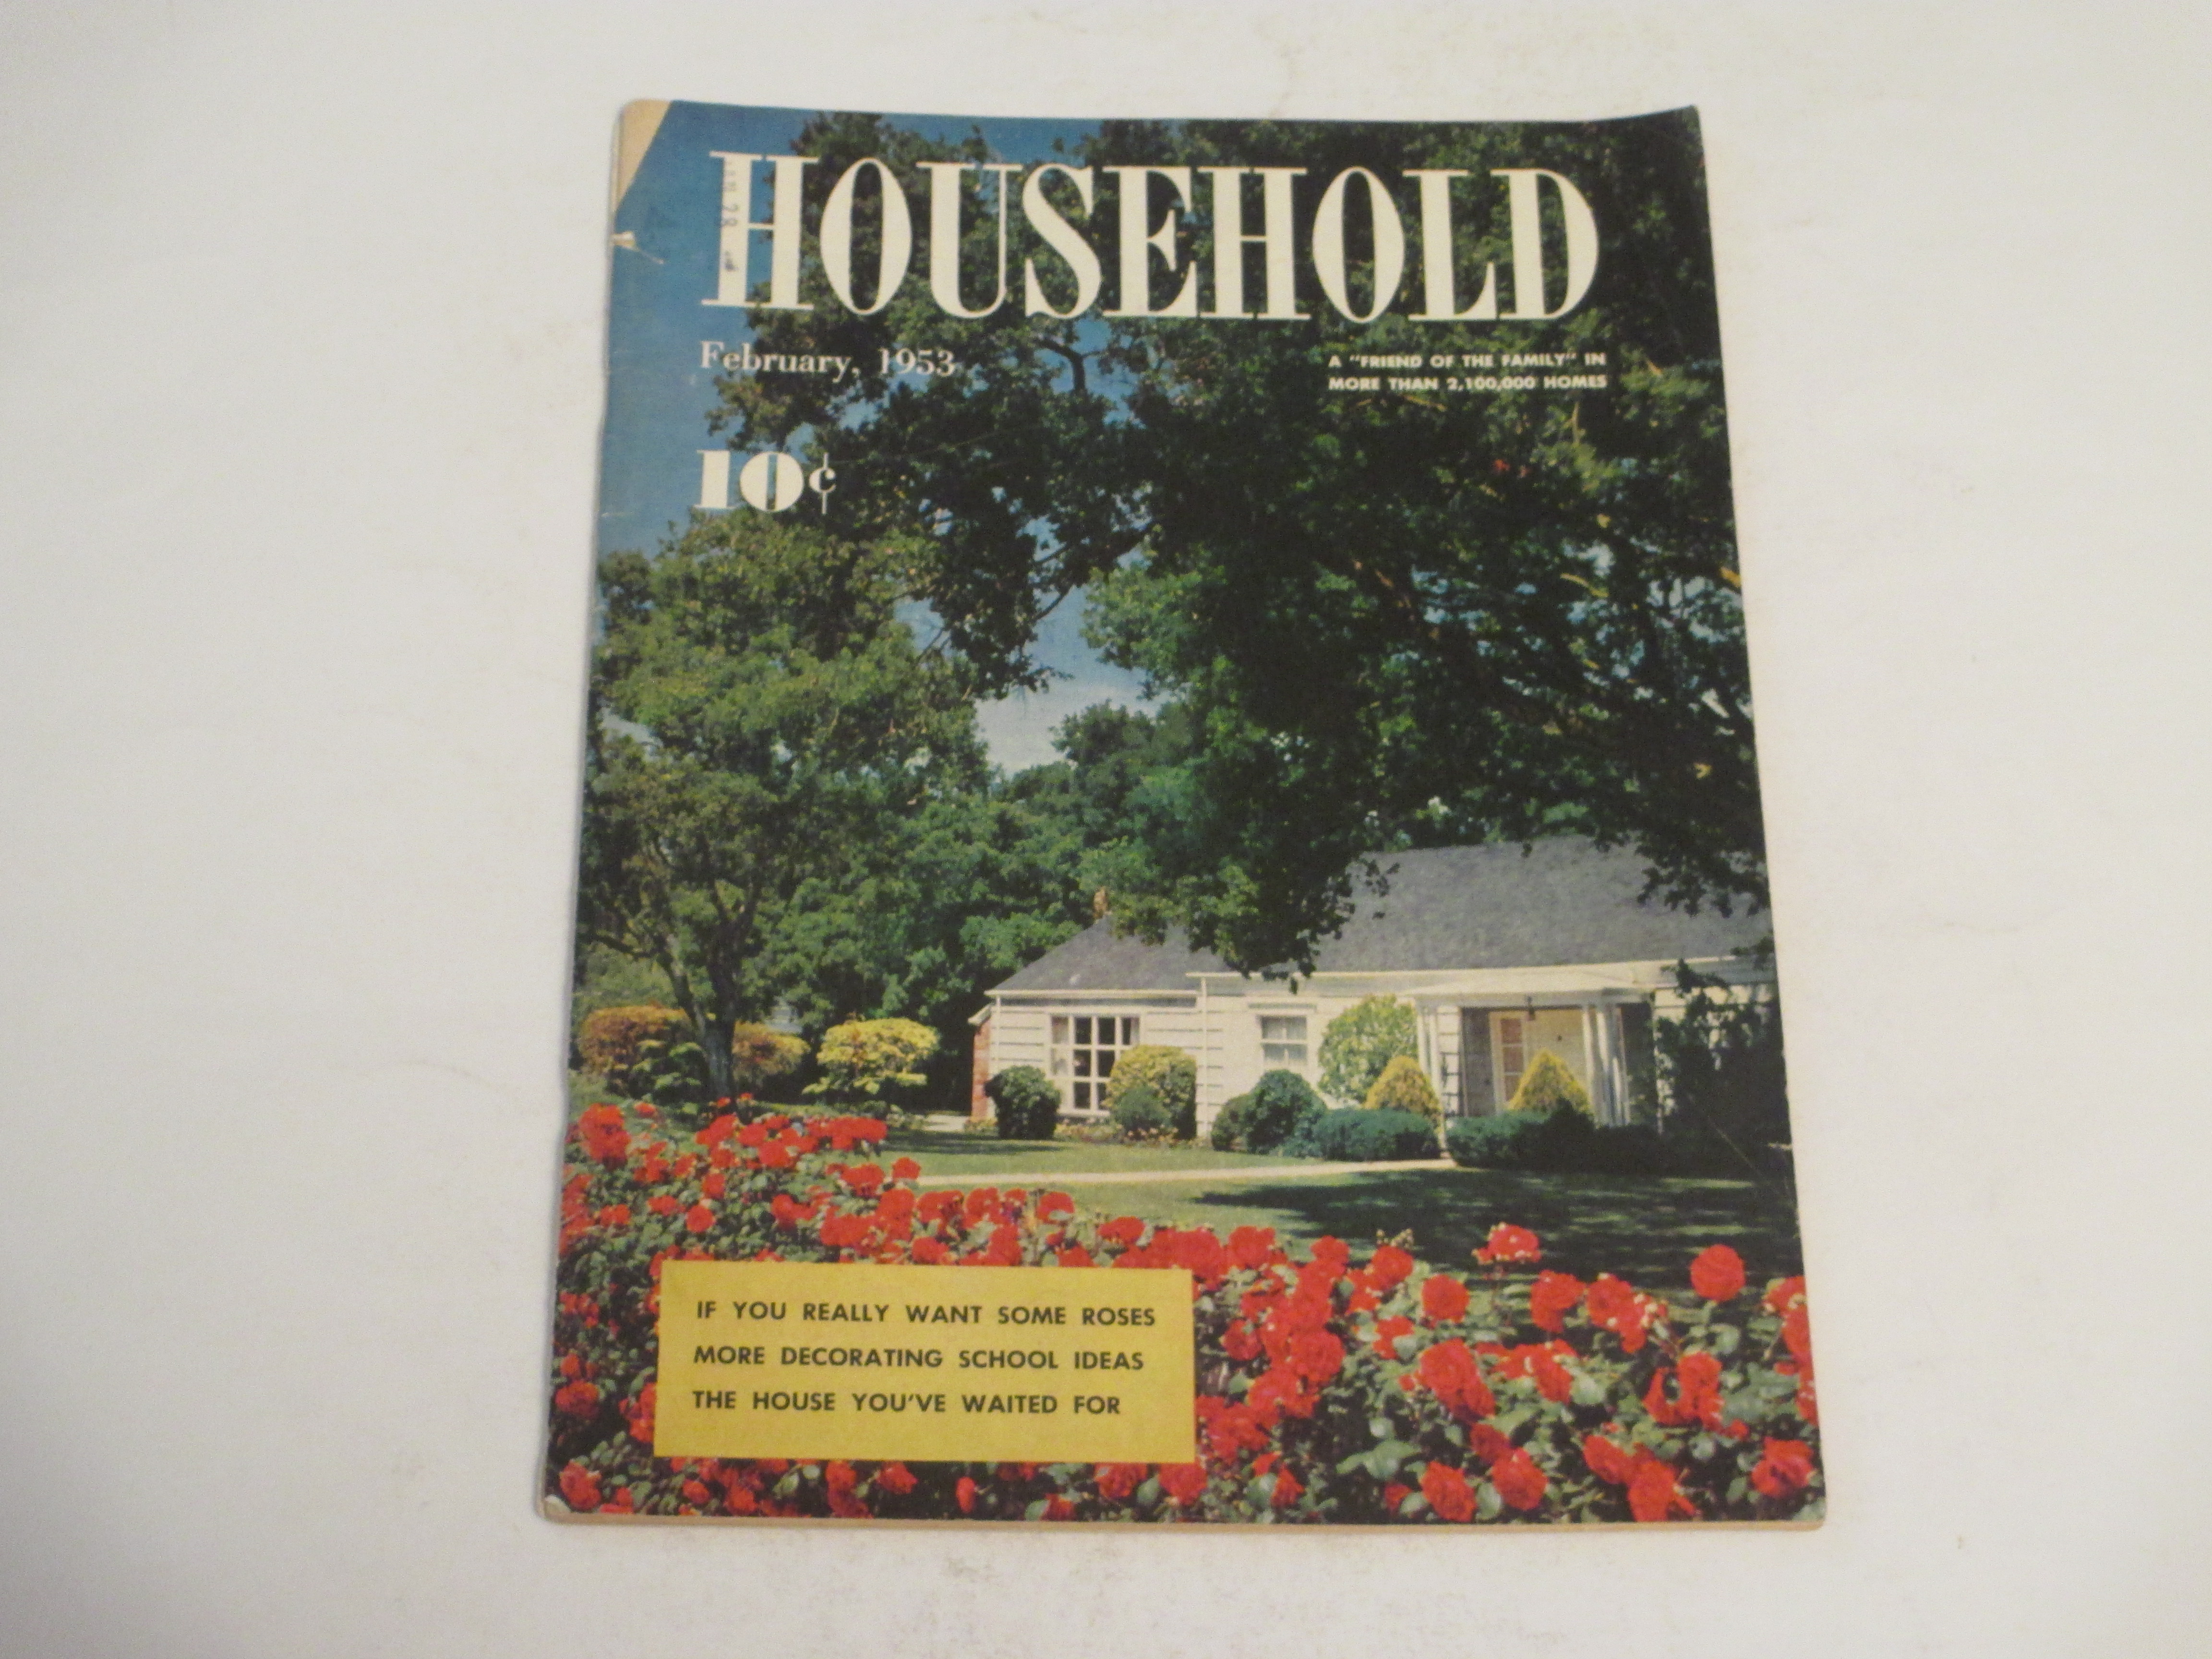 HOUSEHOLD
February, 1953
A "FRIEND OF THE FAMILY" IN
MORE THAN 2,100,000 HOMES
10¢
IF YOU REALLY WANT SOME ROSES
MORE DECORATING SCHOOL IDEAS
THE HOUSE YOU'VE WAITED FOR